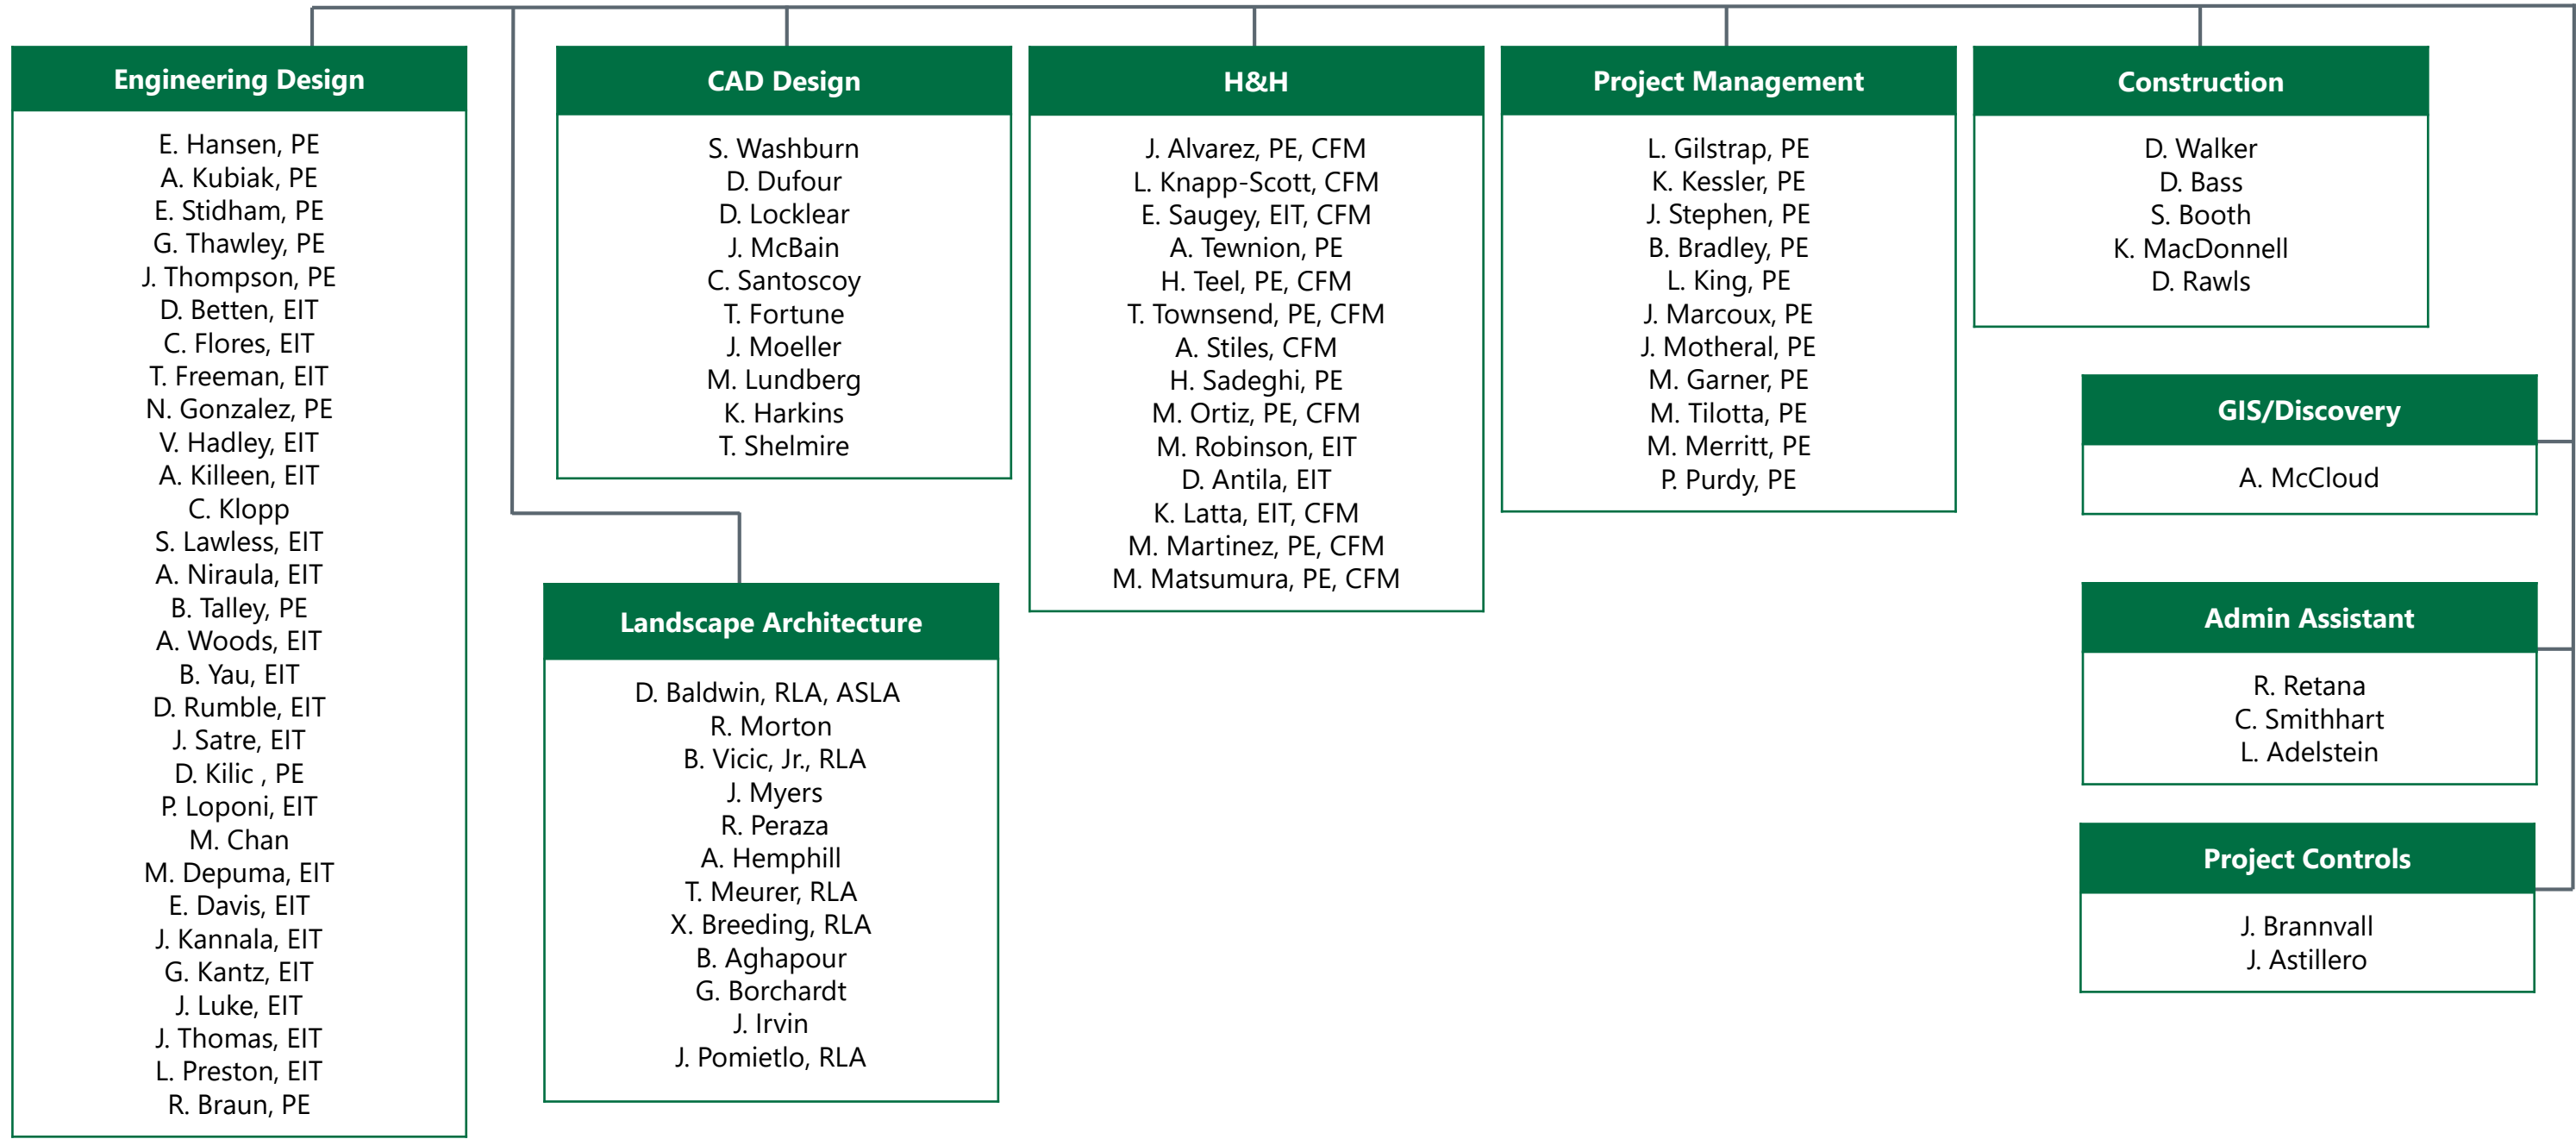 Engineering Design
E. Hansen, PE
A. Kubiak, PE
E. Stidham, PE
G. Thawley, PE
J. Thompson, PE
D. Betten, EIT
C. Flores, EIT
T. Freeman, EIT
N. Gonzalez, PE
V. Hadley, EIT
A. Killeen, EIT
C. Klopp
S. Lawless, EIT
A. Niraula, EIT
B. Talley, PE
A. Woods, EIT
B. Yau, EIT
D. Rumble, EIT
J. Satre, EIT
D. Kilic , PE
P. Loponi, EIT
M. Chan
M. Depuma, EIT
E. Davis, EIT
J. Kannala, EIT
G. Kantz, EIT
J. Luke, EIT
J. Thomas, EIT
L. Preston, EIT
R. Braun, PE
CAD Design
S. Washburn
D. Dufour
D. Locklear
J. McBain
C. Santoscoy
T. Fortune
J. Moeller
M. Lundberg
K. Harkins
T. Shelmire
Landscape Architecture
D. Baldwin, RLA, ASLA
R. Morton
B. Vicic, Jr., RLA
J. Myers
R. Peraza
A. Hemphill
T. Meurer, RLA
X. Breeding, RLA
B. Aghapour
G. Borchardt
J. Irvin
J. Pomietlo, RLA
H&H
J. Alvarez, PE, CFM
L. Knapp-Scott, CFM
E. Saugey, EIT, CFM
A. Tewnion, PE
H. Teel, PE, CFM
T. Townsend, PE, CFM
A. Stiles, CFM
H. Sadeghi, PE
M. Ortiz, PE, CFM
M. Robinson, EIT
D. Antila, EIT
K. Latta, EIT, CFM
M. Martinez, PE, CFM
M. Matsumura, PE, CFM
Project Management
L. Gilstrap, PE
K. Kessler, PE
J. Stephen, PE
B. Bradley, PE
L. King, PE
J. Marcoux, PE
J. Motheral, PE
M. Garner, PE
M. Tilotta, PE
M. Merritt, PE
P. Purdy, PE
Construction
D. Walker
D. Bass
S. Booth
K. MacDonnell
D. Rawls
GIS/Discovery
A. McCloud
Admin Assistant
R. Retana
C. Smithhart
L. Adelstein
Project Controls
J. Brannvall
J. Astillero